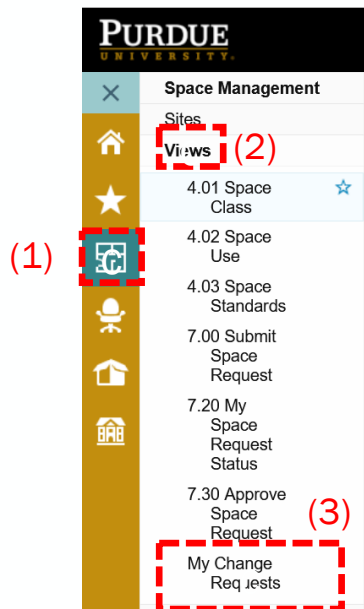 PURDUE
UNIVERSITY.
Space Management
Sites
Views
(2)
4.01 Space
Class
(1)
4.02 Space
Use
4.03 Space
Standards
7.00 Submit
Space
Request
7.20 My
Space
Request
Status
7.30 Approve
Space
Request
(3)
My Change
Requests